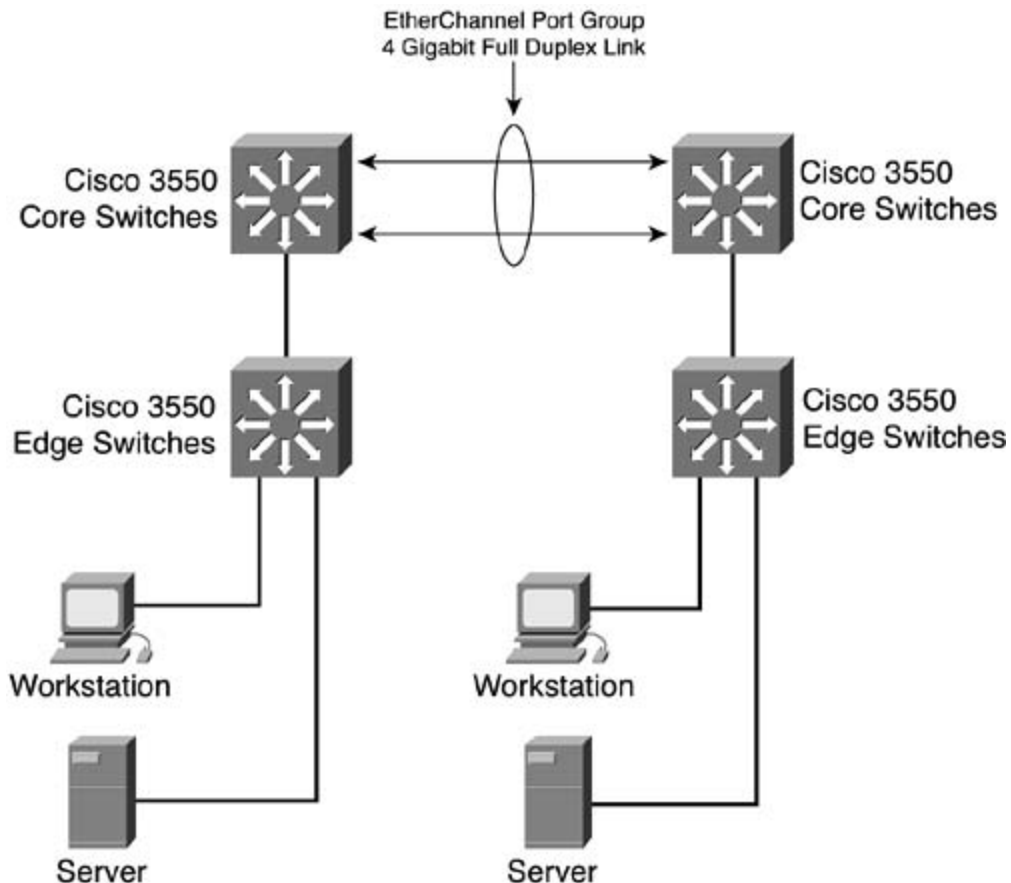 EtherChannel Port Group
4 Gigabit Full Duplex Link
Cisco 3550
Core Switches
Cisco 3550
Core Switches
Cisco 3550
Edge Switches
Cisco 3550
Edge Switches
Workstation
Workstation
Server
Server